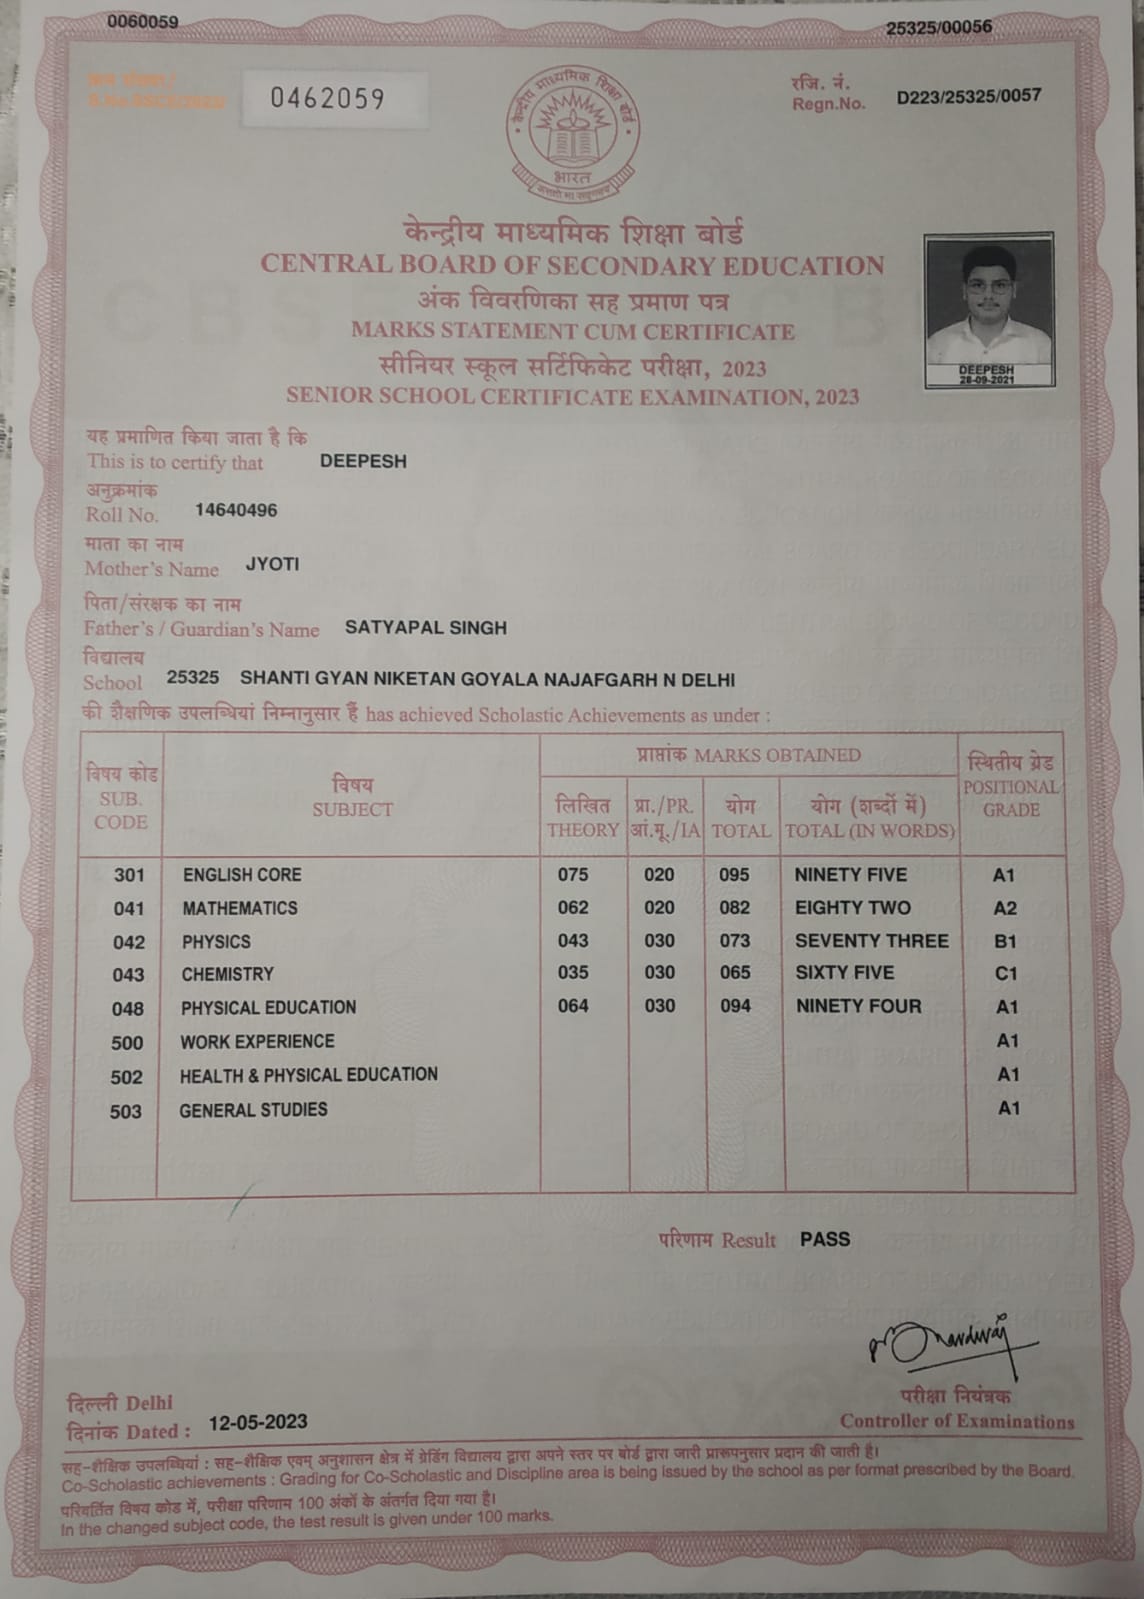 0060059
25325/00056
क्रम संख्या/
0462059
रजि. नं.
Regn.No. D223/25325/0057
केन्द्रीय माध्यमिक शिक्षा बोर्ड
भारत
असतो मा सद्गमय
केन्द्रीय माध्यमिक शिक्षा बोर्ड
CENTRAL BOARD OF SECONDARY EDUCATION
अंक विवरणिका सह प्रमाण पत्र
MARKS STATEMENT CUM CERTIFICATE
सीनियर स्कूल सर्टिफिकेट परीक्षा, 2023
SENIOR SCHOOL CERTIFICATE EXAMINATION, 2023
DEEPESH
28-09-2021
यह प्रमाणित किया जाता है कि
This is to certify that DEEPESH
अनुक्रमांक
Roll No. 14640496
माता का नाम
Mother's Name JYOTI
पिता/संरक्षक का नाम
Father's / Guardian's Name SATYAPAL SINGH
विद्यालय
School 25325 SHANTI GYAN NIKETAN GOYALA NAJAFGARH N DELHI
की शैक्षणिक उपलब्धियां निम्नानुसार हैं has achieved Scholastic Achievements as under :
विषय कोड
SUB.
CODE
विषय
SUBJECT
प्राप्तांक MARKS OBTAINED
लिखित
THEORY
प्रा./PR.
आं.मू./IA
योग
TOTAL
योग (शब्दों में)
TOTAL (IN WORDS)
स्थितीय ग्रेड
POSITIONAL
GRADE
301 ENGLISH CORE 075 020 095 NINETY FIVE A1
041 MATHEMATICS 062 020 082 EIGHTY TWO A2
042 PHYSICS 043 030 073 SEVENTY THREE B1
043 CHEMISTRY 035 030 065 SIXTY FIVE C1
048 PHYSICAL EDUCATION 064 030 094 NINETY FOUR A1
500 WORK EXPERIENCE A1
502 HEALTH & PHYSICAL EDUCATION A1
503 GENERAL STUDIES A1
परिणाम Result PASS
दिल्ली Delhi
दिनांक Dated : 12-05-2023
परीक्षा नियंत्रक
Controller of Examinations
सह-शैक्षिक उपलब्धियां : सह-शैक्षिक एवम् अनुशासन क्षेत्र में ग्रेडिंग विद्यालय द्वारा अपने स्तर पर बोर्ड द्वारा जारी प्रारूपनुसार प्रदान की जाती है।
Co-Scholastic achievements : Grading for Co-Scholastic and Discipline area is being issued by the school as per format prescribed by the Board.
परिवर्तित विषय कोड में, परीक्षा परिणाम 100 अंकों के अंतर्गत दिया गया है।
In the changed subject code, the test result is given under 100 marks.